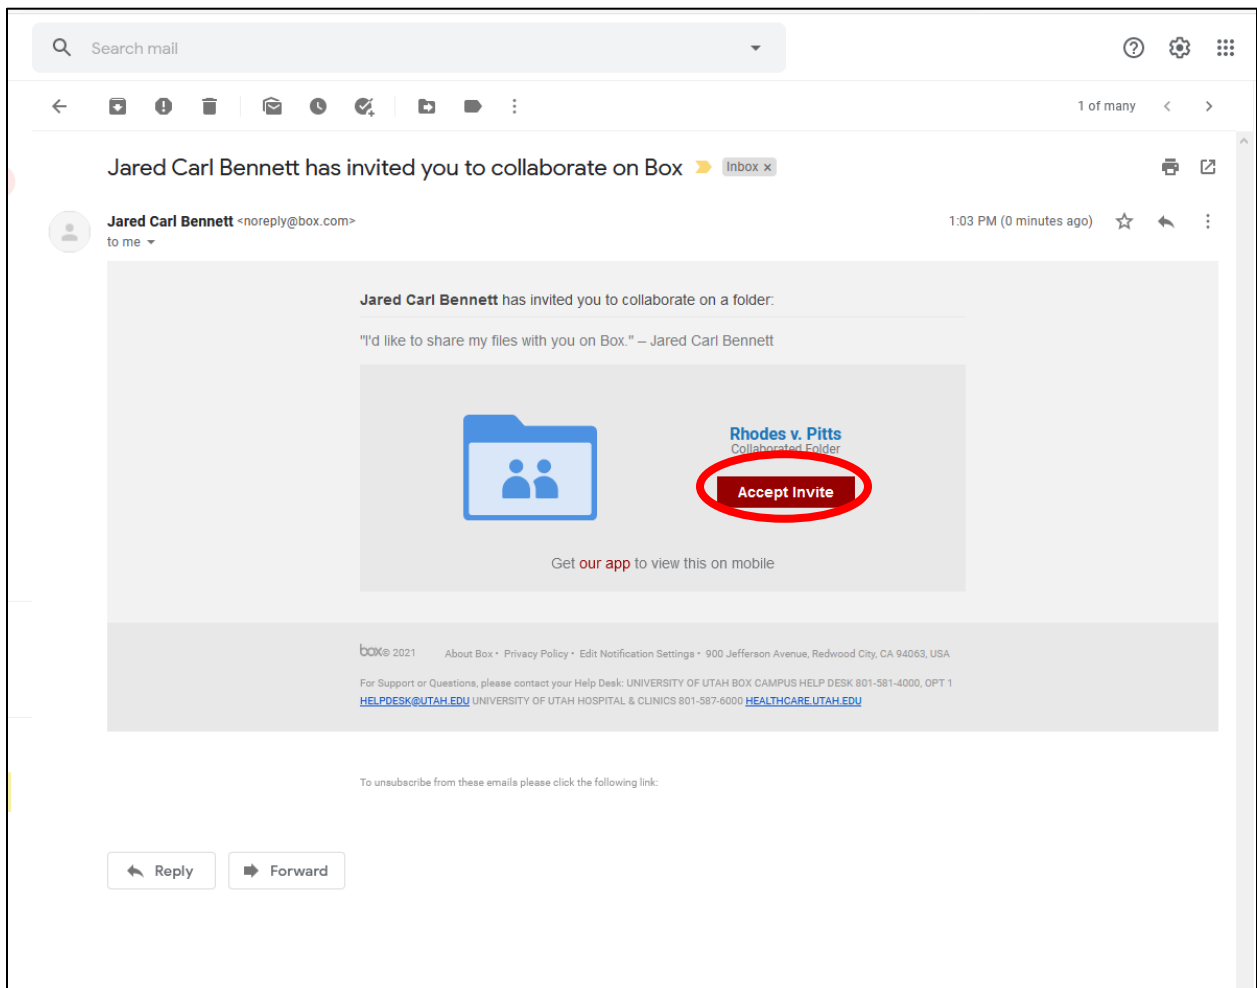 Search mail
1 of many
Jared Carl Bennett has invited you to collaborate on Box Inbox x
Jared Carl Bennett <noreply@box.com> 1:03 PM (0 minutes ago)
to me
Jared Carl Bennett has invited you to collaborate on a folder:
"I'd like to share my files with you on Box." – Jared Carl Bennett
Rhodes v. Pitts
Collaborated Folder
Accept Invite
Get our app to view this on mobile
box © 2021 About Box • Privacy Policy • Edit Notification Settings • 900 Jefferson Avenue, Redwood City, CA 94063, USA
For Support or Questions, please contact your Help Desk: UNIVERSITY OF UTAH BOX CAMPUS HELP DESK 801-581-4000, OPT 1
HELPDESK@UTAH.EDU UNIVERSITY OF UTAH HOSPITAL & CLINICS 801-587-6000 HEALTHCARE.UTAH.EDU
To unsubscribe from these emails please click the following link:
Reply Forward